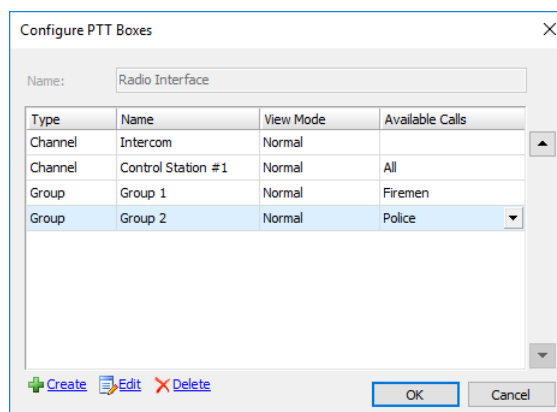 Configure PTT Boxes
Name: Radio Interface
Type Name View Mode Available Calls
Channel Intercom Normal
Channel Control Station #1 Normal All
Group Group 1 Normal Firemen
Group Group 2 Normal Police
Create Edit Delete
OK Cancel